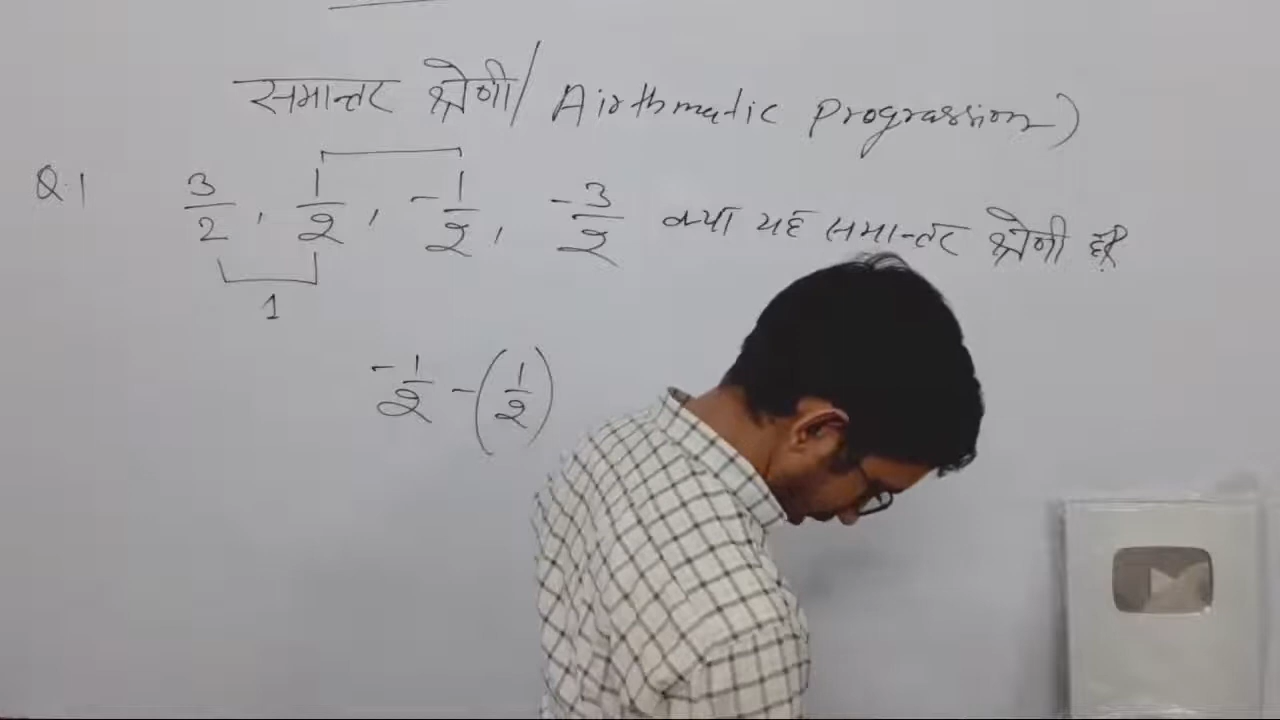 समान्तर श्रेणी/ Airthmatic Prograssion)
Q.1 3/2, 1/2, -1/2, -3/2 क्या यह समान्तर श्रेणी है?
1
-1/2 -(1/2)